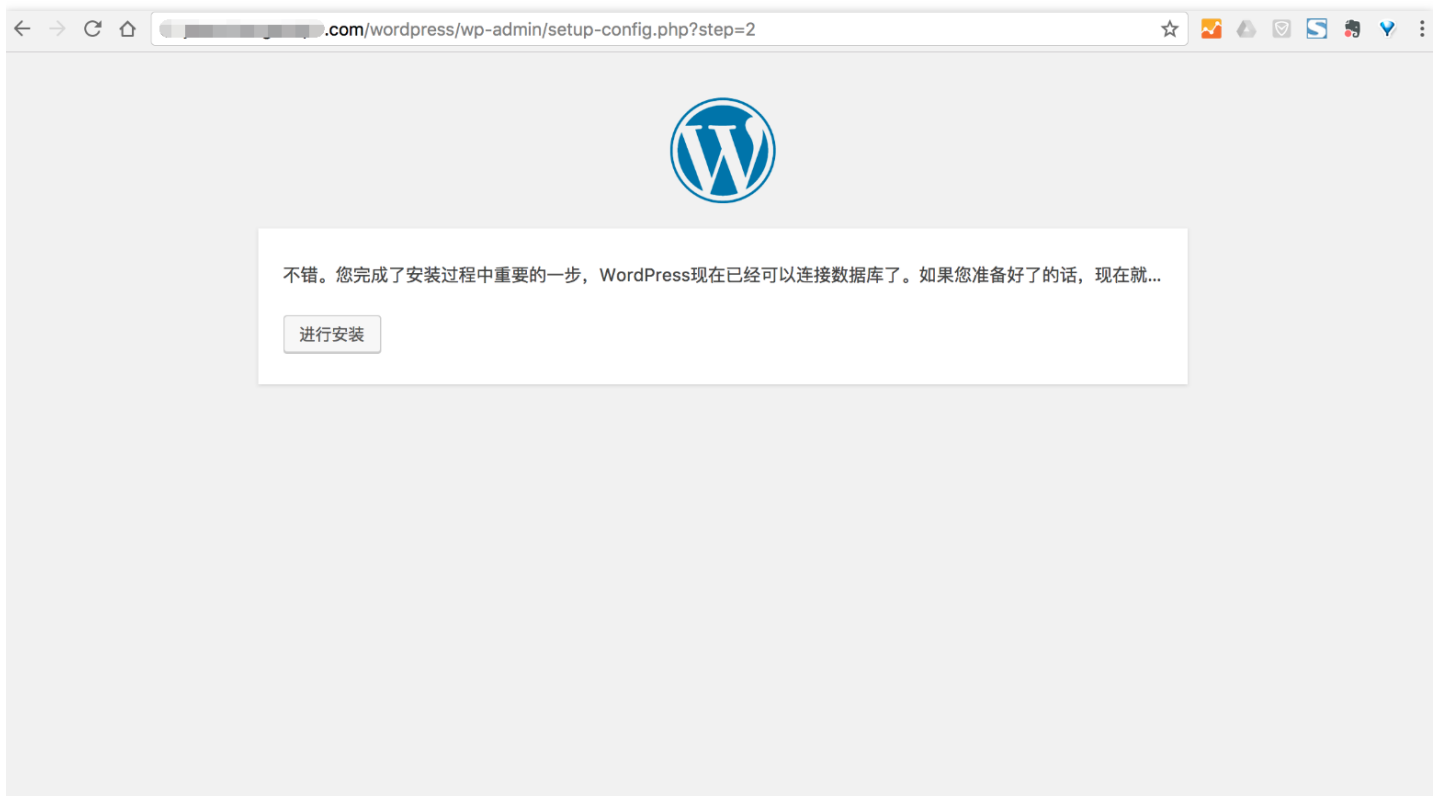 .com/wordpress/wp-admin/setup-config.php?step=2
不错。您完成了安装过程中重要的一步，WordPress现在已经可以连接数据库了。如果您准备好了的话，现在就…
进行安装